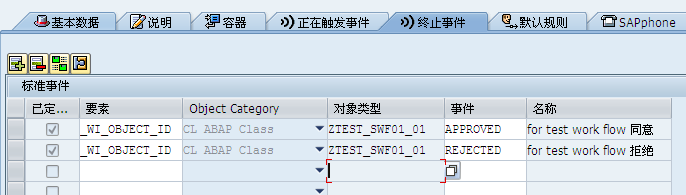 基本数据 说明 容器 正在触发事件 终止事件 默认规则 SAPphone
标准事件
已定... 要素 Object Category 对象类型 事件 名称
_WI_OBJECT_ID CL ABAP Class ZTEST_SWF01_01 APPROVED for test work flow 同意
_WI_OBJECT_ID CL ABAP Class ZTEST_SWF01_01 REJECTED for test work flow 拒绝